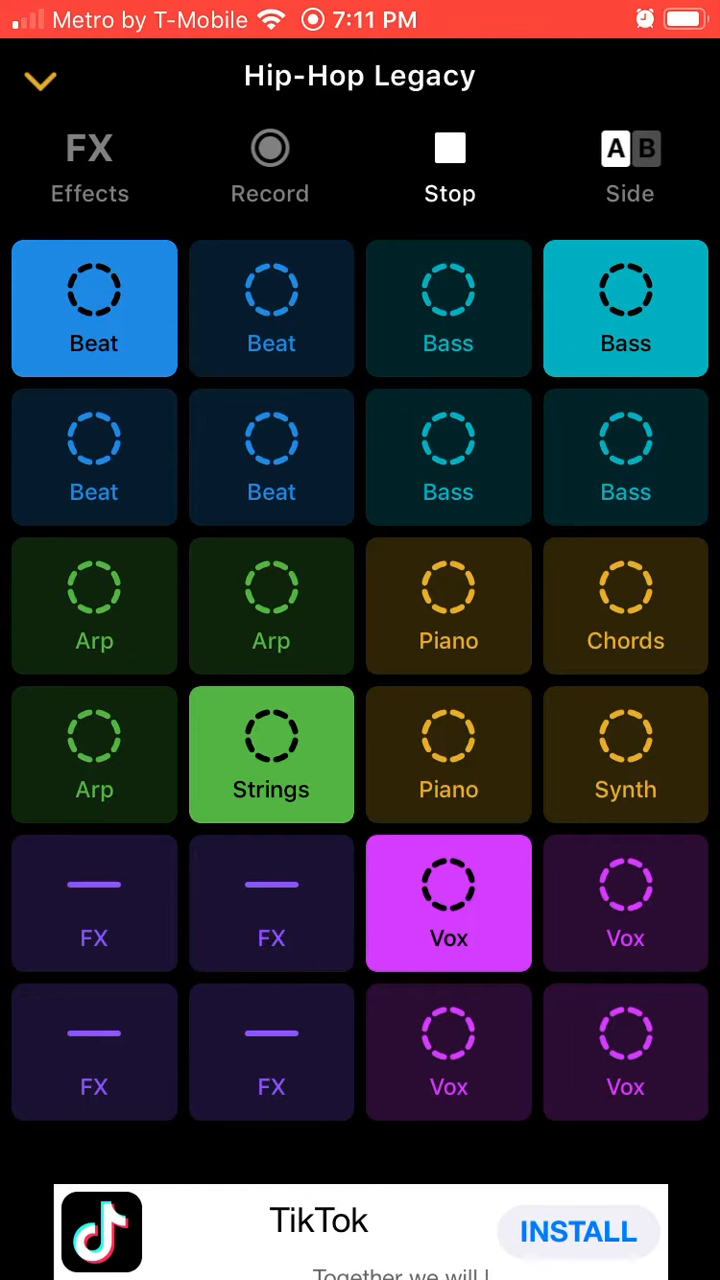 Metro by T-Mobile 7:11 PM
Hip-Hop Legacy
FX A B
Effects Record Stop Side
Beat Beat Bass Bass
Beat Beat Bass Bass
Arp Arp Piano Chords
Arp Strings Piano Synth
FX FX Vox Vox
FX FX Vox Vox
TikTok
INSTALL
Together we will